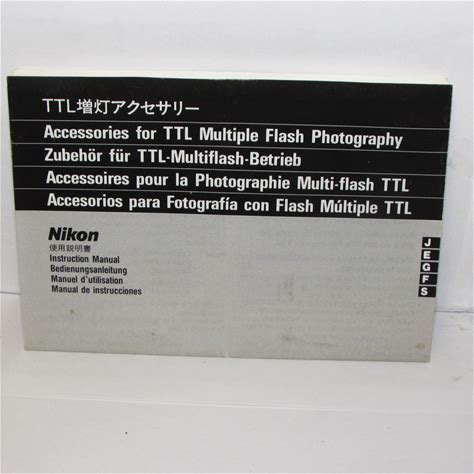 TTL増灯アクセサリー
Accessories for TTL Multiple Flash Photography
Zubehör für TTL-Multiflash-Betrieb
Accessoires pour la Photographie Multi-flash TTL
Accesorios para Fotografía con Flash Múltiple TTL
Nikon
使用説明書
Instruction Manual
Bedienungsanleitung
Manuel d'utilisation
Manual de instrucciones
J
E
G
F
S